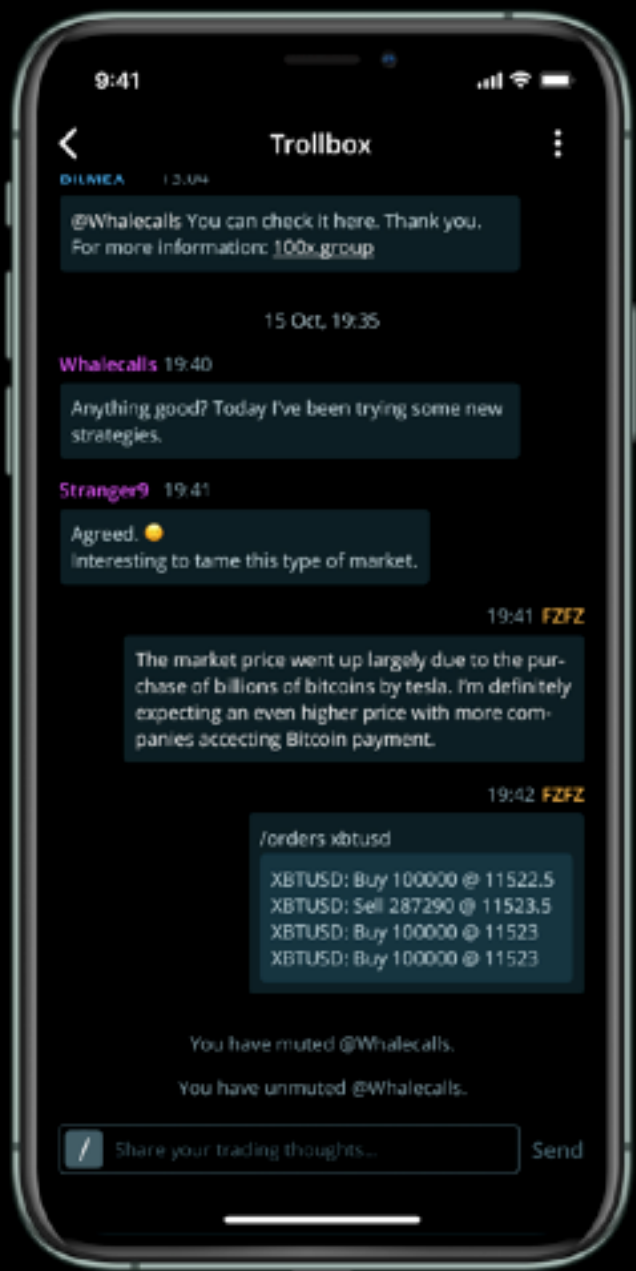 9:41
Trollbox
BITMEX 13:04
@Whalecalls You can check it here. Thank you.
For more information: 100x.group
15 Oct, 19:35
Whalecalls 19:40
Anything good? Today I've been trying some new
strategies.
Stranger9 19:41
Agreed.
Interesting to tame this type of market.
19:41 FZFZ
The market price went up largely due to the pur-
chase of billions of bitcoins by tesla. I'm definitely
expecting an even higher price with more com-
panies accecting Bitcoin payment.
19:42 FZFZ
/orders xbtusd
XBTUSD: Buy 100000 @ 11522.5
XBTUSD: Sell 287290 @ 11523.5
XBTUSD: Buy 100000 @ 11523
XBTUSD: Buy 100000 @ 11523
You have muted @Whalecalls.
You have unmuted @Whalecalls.
/ Share your trading thoughts... Send